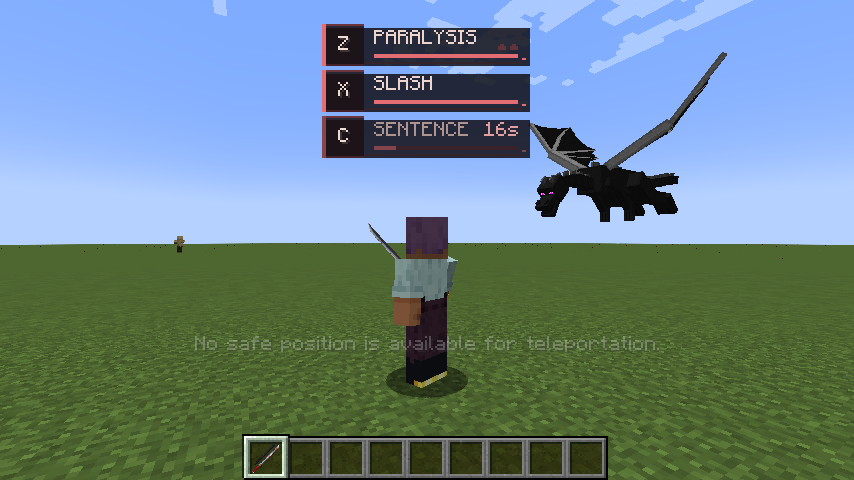 Z PARALYSIS
X SLASH
C SENTENCE 16s
No safe position is available for teleportation.